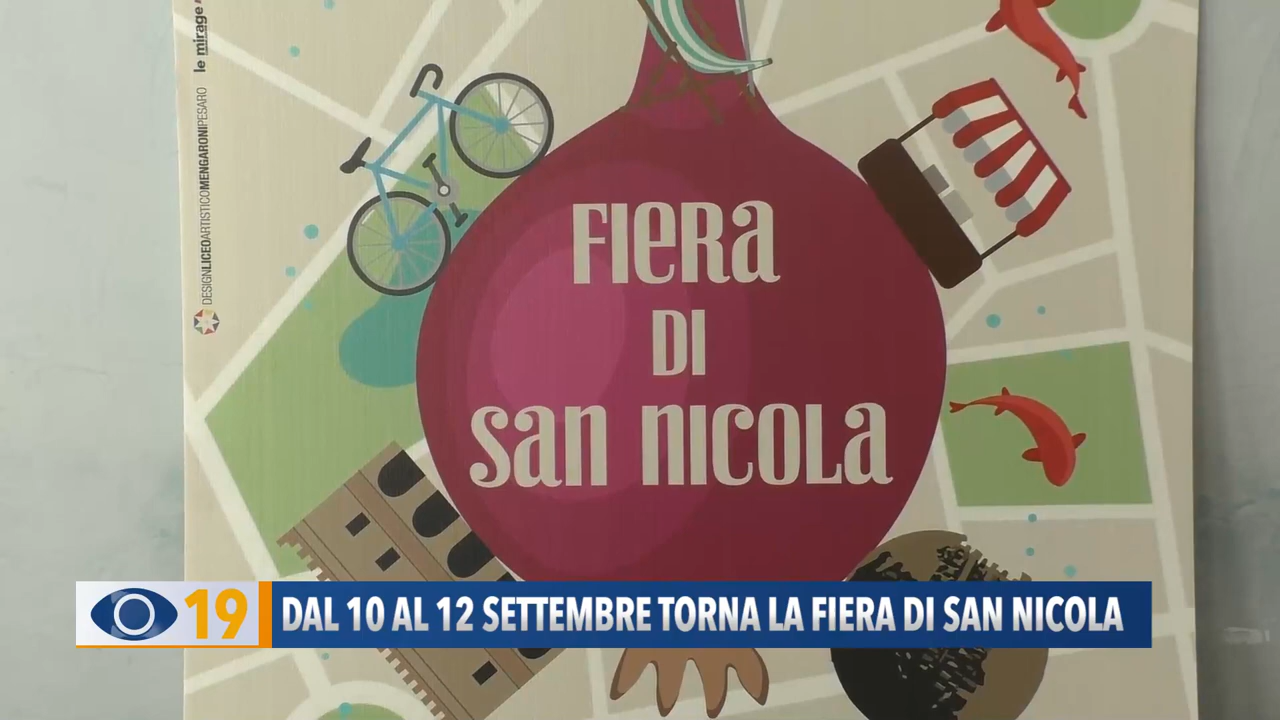 le mirage
DESIGNLICEOARTISTICOMENGARONIPESARO
FIERA
DI
SAN NICOLA
19
DAL 10 AL 12 SETTEMBRE TORNA LA FIERA DI SAN NICOLA